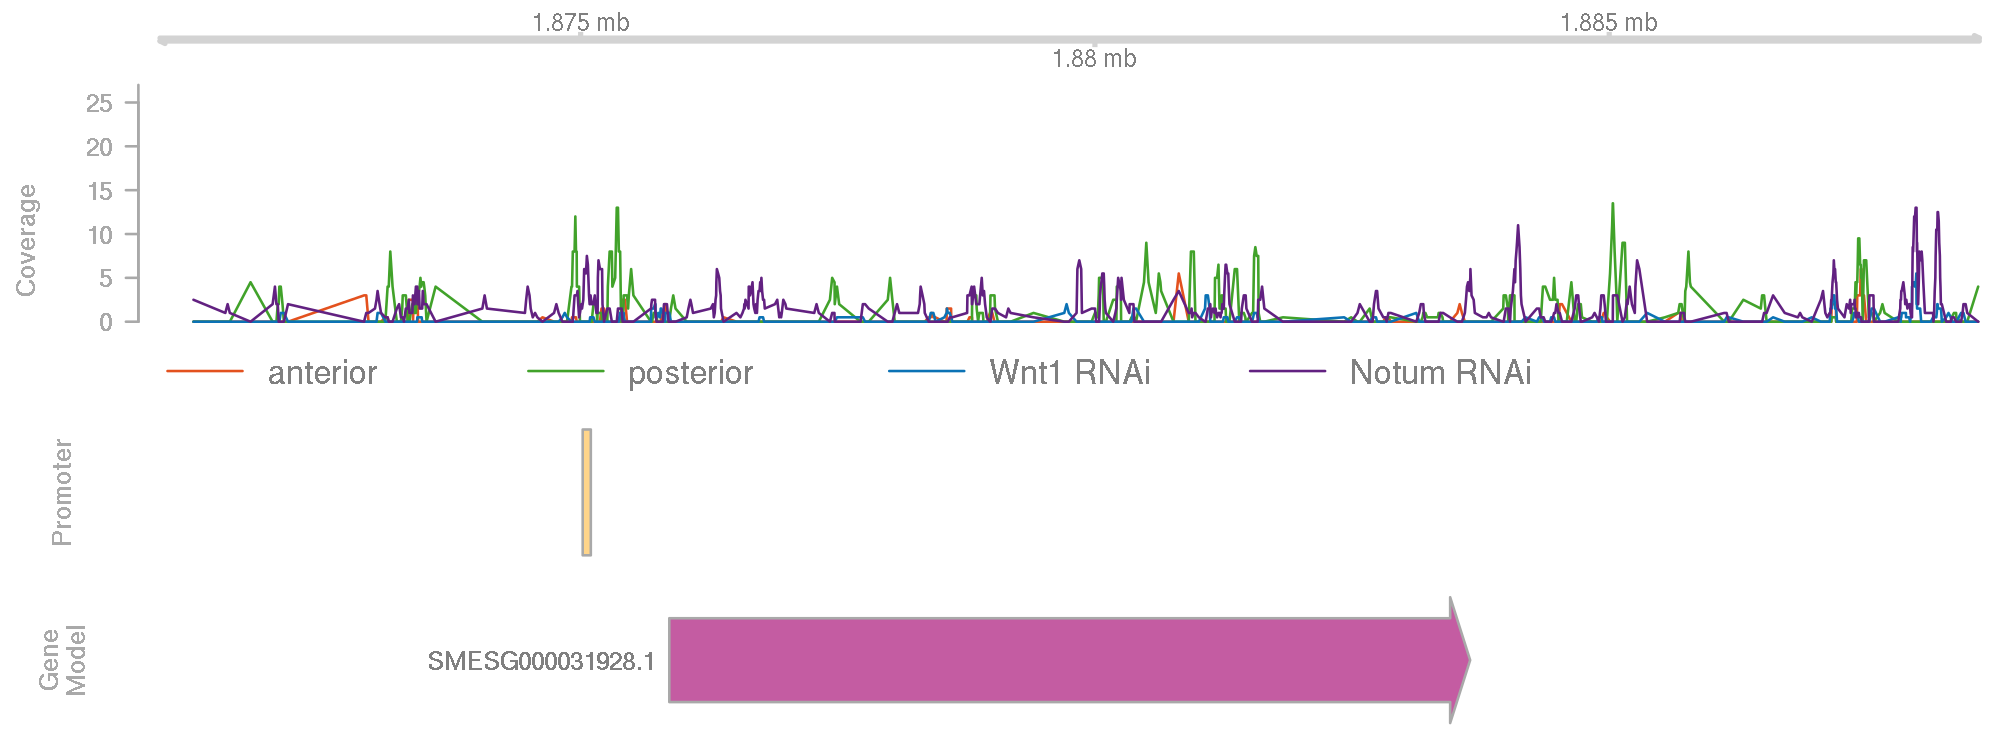 1.875 mb
1.885 mb
1.88 mb
Coverage
25
20
15
10
5
0
anterior
posterior
Wnt1 RNAi
Notum RNAi
Promoter
Gene
Model
SMESG000031928.1